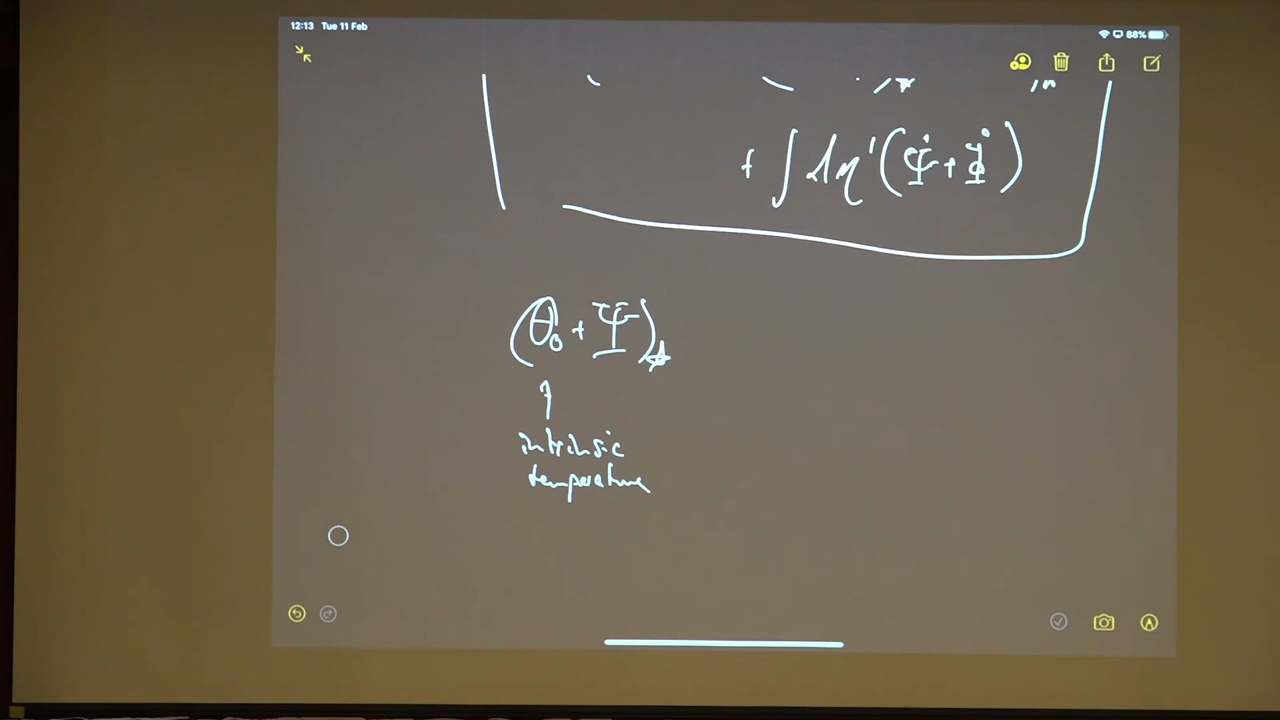 12:13 Tue 11 Feb
88%
+ ∫ dη' (Ψ̇ + Φ̇)
(Θ₀ + Ψ)⋆
↑
intrinsic
temperature